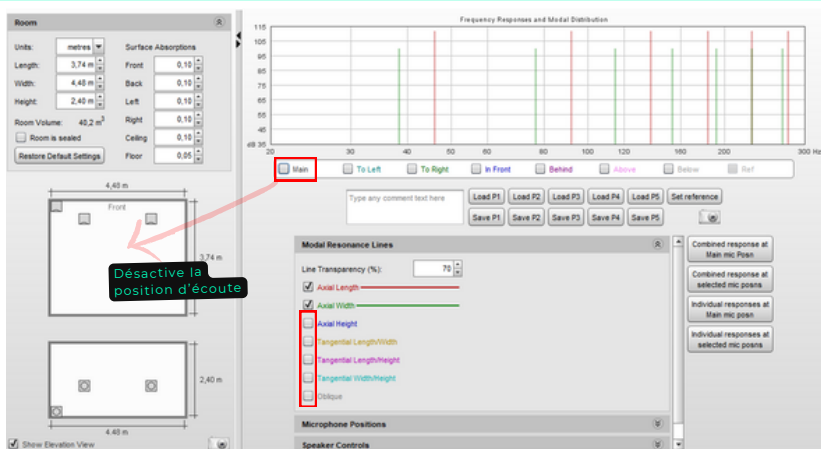 Room
Units: metres Surface Absorptions
Length: 3,74 m Front 0,10
Width: 4,48 m Back 0,10
Height: 2,40 m Left 0,10
Room Volume: 40,2 m3 Right 0,10
Room is sealed Ceiling 0,10
Restore Default Settings Floor 0,05
4,48 m
Front
3,74 m
Désactive la
position d'écoute
2,40 m
4,48 m
Show Elevation View
Frequency Responses and Modal Distribution
115
105
95
85
75
65
55
45
dB 35
20 30 40 50 60 80 100 120 160 200 300 Hz
Main To Left To Right In Front Behind Above Below Ref
Type any comment text here
Load P1 Load P2 Load P3 Load P4 Load P5 Set reference
Save P1 Save P2 Save P3 Save P4 Save P5
Modal Resonance Lines
Line Transparency (%): 70
Axial Length
Axial Width
Axial Height
Tangential Length/Width
Tangential Length/Height
Tangential Width/Height
Oblique
Microphone Positions
Speaker Controls
Combined response at
Main mic Posn
Combined response at
selected mic posns
Individual responses at
Main mic posn
Individual responses at
selected mic posns